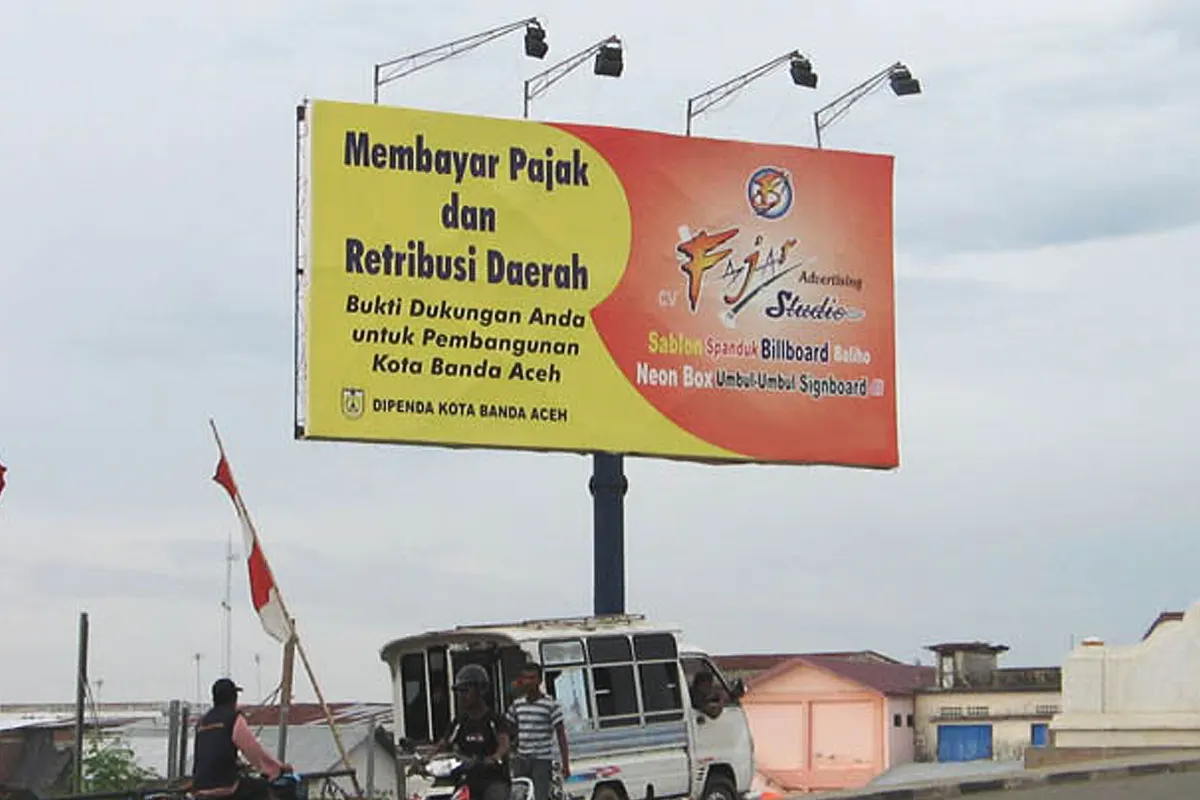 Membayar Pajak
dan
Retribusi Daerah
Bukti Dukungan Anda
untuk Pembangunan
Kota Banda Aceh
DIPENDA KOTA BANDA ACEH
CV Fajar Advertising
Studio
Sablon Spanduk Billboard Baliho
Neon Box Umbul-Umbul Signboard